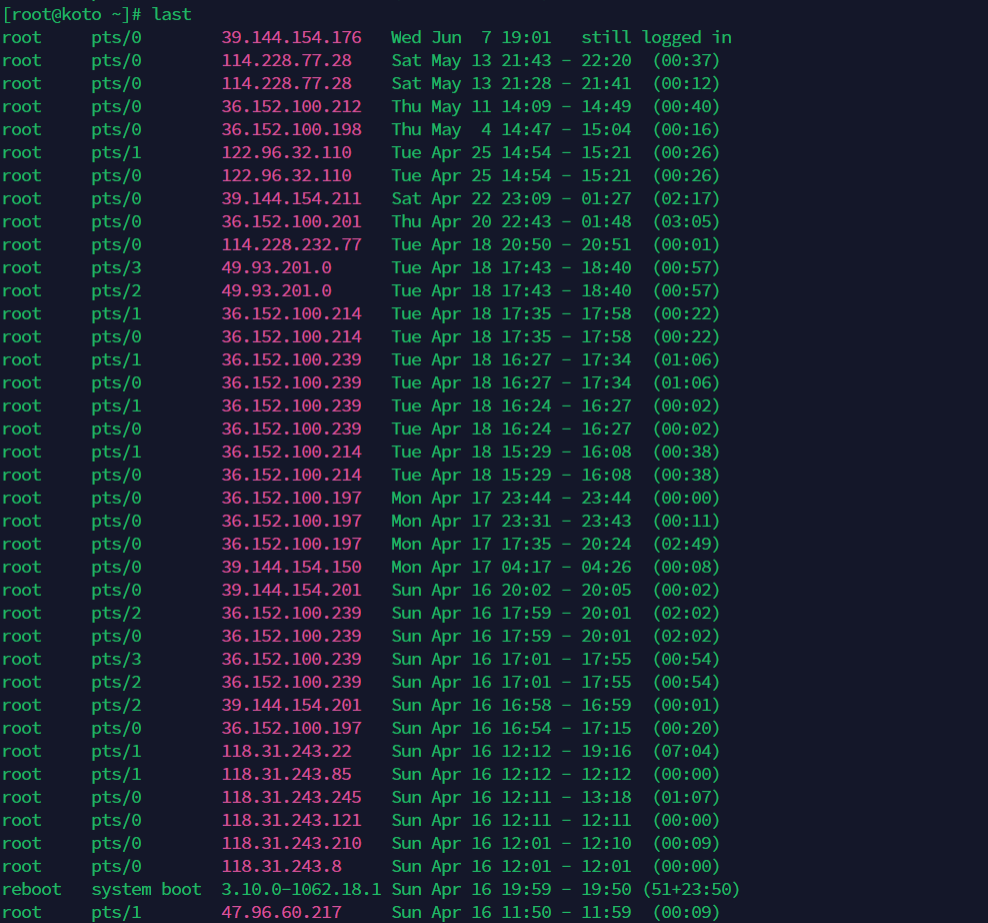 [root@koto ~]# last
root     pts/0        39.144.154.176   Wed Jun  7 19:01   still logged in
root     pts/0        114.228.77.28    Sat May 13 21:43 - 22:20  (00:37)
root     pts/0        114.228.77.28    Sat May 13 21:28 - 21:41  (00:12)
root     pts/0        36.152.100.212   Thu May 11 14:09 - 14:49  (00:40)
root     pts/0        36.152.100.198   Thu May  4 14:47 - 15:04  (00:16)
root     pts/1        122.96.32.110    Tue Apr 25 14:54 - 15:21  (00:26)
root     pts/0        122.96.32.110    Tue Apr 25 14:54 - 15:21  (00:26)
root     pts/0        39.144.154.211   Sat Apr 22 23:09 - 01:27  (02:17)
root     pts/0        36.152.100.201   Thu Apr 20 22:43 - 01:48  (03:05)
root     pts/0        114.228.232.77   Tue Apr 18 20:50 - 20:51  (00:01)
root     pts/3        49.93.201.0      Tue Apr 18 17:43 - 18:40  (00:57)
root     pts/2        49.93.201.0      Tue Apr 18 17:43 - 18:40  (00:57)
root     pts/1        36.152.100.214   Tue Apr 18 17:35 - 17:58  (00:22)
root     pts/0        36.152.100.214   Tue Apr 18 17:35 - 17:58  (00:22)
root     pts/1        36.152.100.239   Tue Apr 18 16:27 - 17:34  (01:06)
root     pts/0        36.152.100.239   Tue Apr 18 16:27 - 17:34  (01:06)
root     pts/1        36.152.100.239   Tue Apr 18 16:24 - 16:27  (00:02)
root     pts/0        36.152.100.239   Tue Apr 18 16:24 - 16:27  (00:02)
root     pts/1        36.152.100.214   Tue Apr 18 15:29 - 16:08  (00:38)
root     pts/0        36.152.100.214   Tue Apr 18 15:29 - 16:08  (00:38)
root     pts/0        36.152.100.197   Mon Apr 17 23:44 - 23:44  (00:00)
root     pts/0        36.152.100.197   Mon Apr 17 23:31 - 23:43  (00:11)
root     pts/0        36.152.100.197   Mon Apr 17 17:35 - 20:24  (02:49)
root     pts/0        39.144.154.150   Mon Apr 17 04:17 - 04:26  (00:08)
root     pts/0        39.144.154.201   Sun Apr 16 20:02 - 20:05  (00:02)
root     pts/2        36.152.100.239   Sun Apr 16 17:59 - 20:01  (02:02)
root     pts/0        36.152.100.239   Sun Apr 16 17:59 - 20:01  (02:02)
root     pts/3        36.152.100.239   Sun Apr 16 17:01 - 17:55  (00:54)
root     pts/2        36.152.100.239   Sun Apr 16 17:01 - 17:55  (00:54)
root     pts/2        39.144.154.201   Sun Apr 16 16:58 - 16:59  (00:01)
root     pts/0        36.152.100.197   Sun Apr 16 16:54 - 17:15  (00:20)
root     pts/1        118.31.243.22    Sun Apr 16 12:12 - 19:16  (07:04)
root     pts/1        118.31.243.85    Sun Apr 16 12:12 - 12:12  (00:00)
root     pts/0        118.31.243.245   Sun Apr 16 12:11 - 13:18  (01:07)
root     pts/0        118.31.243.121   Sun Apr 16 12:11 - 12:11  (00:00)
root     pts/0        118.31.243.210   Sun Apr 16 12:01 - 12:10  (00:09)
root     pts/0        118.31.243.8     Sun Apr 16 12:01 - 12:01  (00:00)
reboot   system boot  3.10.0-1062.18.1 Sun Apr 16 19:59 - 19:50 (51+23:50)
root     pts/1        47.96.60.217     Sun Apr 16 11:50 - 11:59  (00:09)